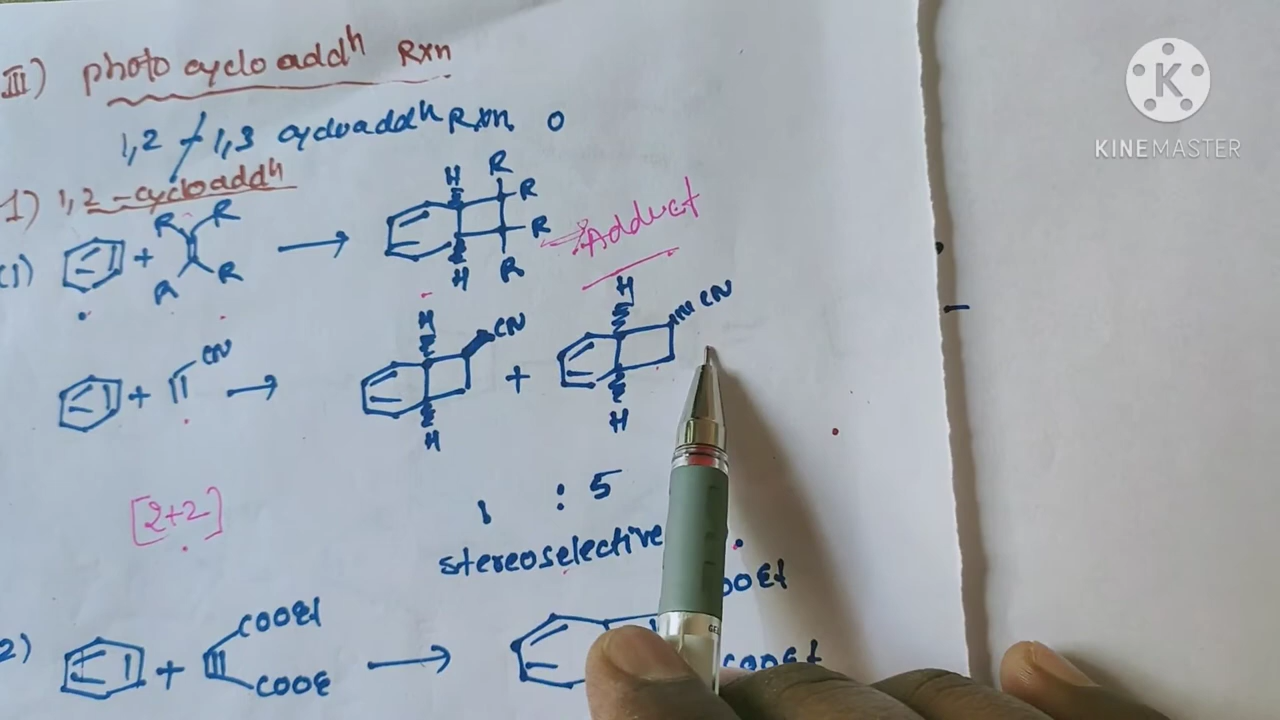 III) photo cycloaddn Rxn
1,2 - 1,3 cycloaddn Rxn
1) 1,2 - cycloaddn
(1) + R R R R → H H R R R R → Adduct
+ CN → H H CN + H H CN
[2+2]
1 : 5
stereoselective
2) + COOEt COOE → COOEt
K
KINEMASTER